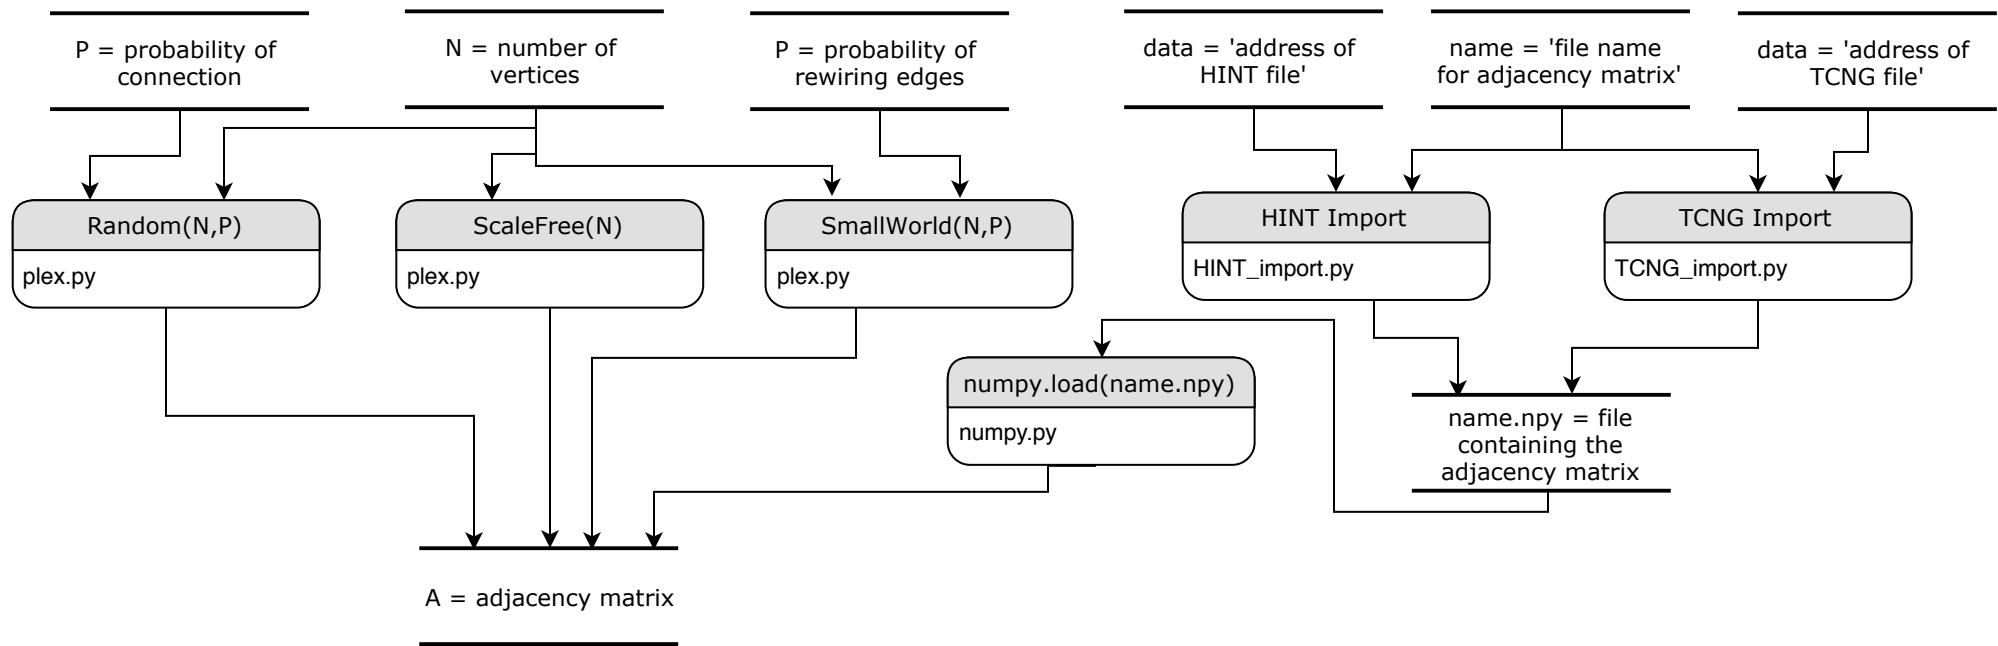 P = probability of
connection
N = number of
vertices
P = probability of
rewiring edges
data = 'address of
HINT file'
name = 'file name
for adjacency matrix'
data = 'address of
TCNG file'
Random(N,P)
plex.py
ScaleFree(N)
plex.py
SmallWorld(N,P)
plex.py
HINT Import
HINT_import.py
TCNG Import
TCNG_import.py
numpy.load(name.npy)
numpy.py
name.npy = file
containing the
adjacency matrix
A = adjacency matrix